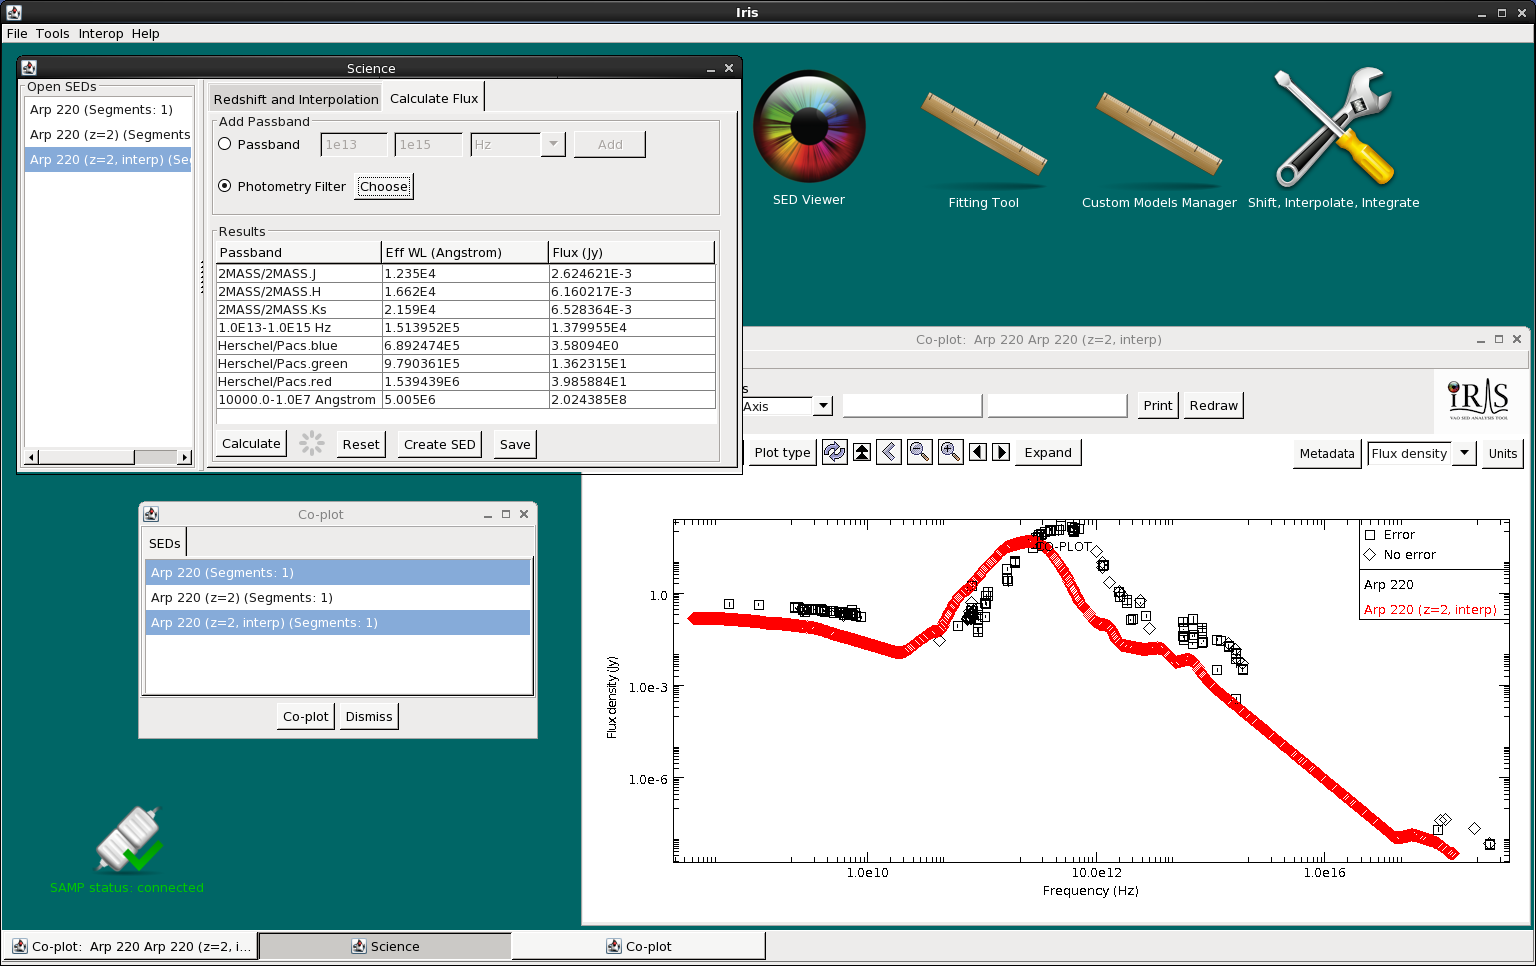 Iris
File Tools Interop Help
Science
Open SEDs
Arp 220 (Segments: 1)
Arp 220 (z=2) (Segments
Arp 220 (z=2, interp) (Se
Redshift and Interpolation
Calculate Flux
Add Passband
Passband 1e13 1e15 Hz Add
Photometry Filter Choose
Results
Passband Eff WL (Angstrom) Flux (Jy)
2MASS/2MASS.J 1.235E4 2.624621E-3
2MASS/2MASS.H 1.662E4 6.160217E-3
2MASS/2MASS.Ks 2.159E4 6.528364E-3
1.0E13-1.0E15 Hz 1.513952E5 1.379955E4
Herschel/Pacs.blue 6.892474E5 3.58094E0
Herschel/Pacs.green 9.790361E5 1.362315E1
Herschel/Pacs.red 1.539439E6 3.985884E1
10000.0-1.0E7 Angstrom 5.005E6 2.024385E8
Calculate Reset Create SED Save
SED Viewer
Fitting Tool
Custom Models Manager
Shift, Interpolate, Integrate
Co-plot: Arp 220 Arp 220 (z=2, interp)
s
Axis
Print Redraw
IRIS
VAO SED ANALYSIS TOOL
Plot type
Expand
Metadata Flux density Units
Error
No error
Arp 220
Arp 220 (z=2, interp)
CO-PLOT
1.0
1.0e-3
1.0e-6
Flux density (Jy)
1.0e10 10.0e12 1.0e16
Frequency (Hz)
Co-plot
SEDs
Arp 220 (Segments: 1)
Arp 220 (z=2) (Segments: 1)
Arp 220 (z=2, interp) (Segments: 1)
Co-plot Dismiss
SAMP status: connected
Co-plot: Arp 220 Arp 220 (z=2, i...
Science
Co-plot